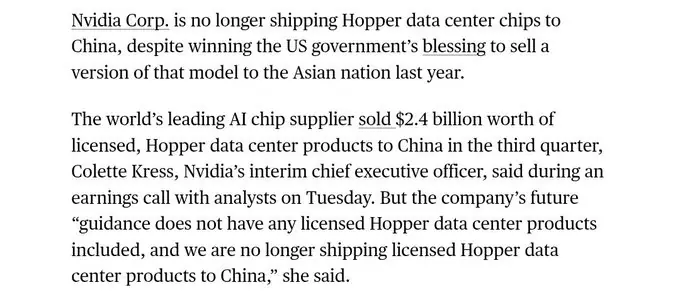 Nvidia Corp. is no longer shipping Hopper data center chips to
China, despite winning the US government’s blessing to sell a
version of that model to the Asian nation last year.
The world’s leading AI chip supplier sold $2.4 billion worth of
licensed, Hopper data center products to China in the third quarter,
Colette Kress, Nvidia’s interim chief executive officer, said during an
earnings call with analysts on Tuesday. But the company’s future
“guidance does not have any licensed Hopper data center products
included, and we are no longer shipping licensed Hopper data
center products to China,” she said.